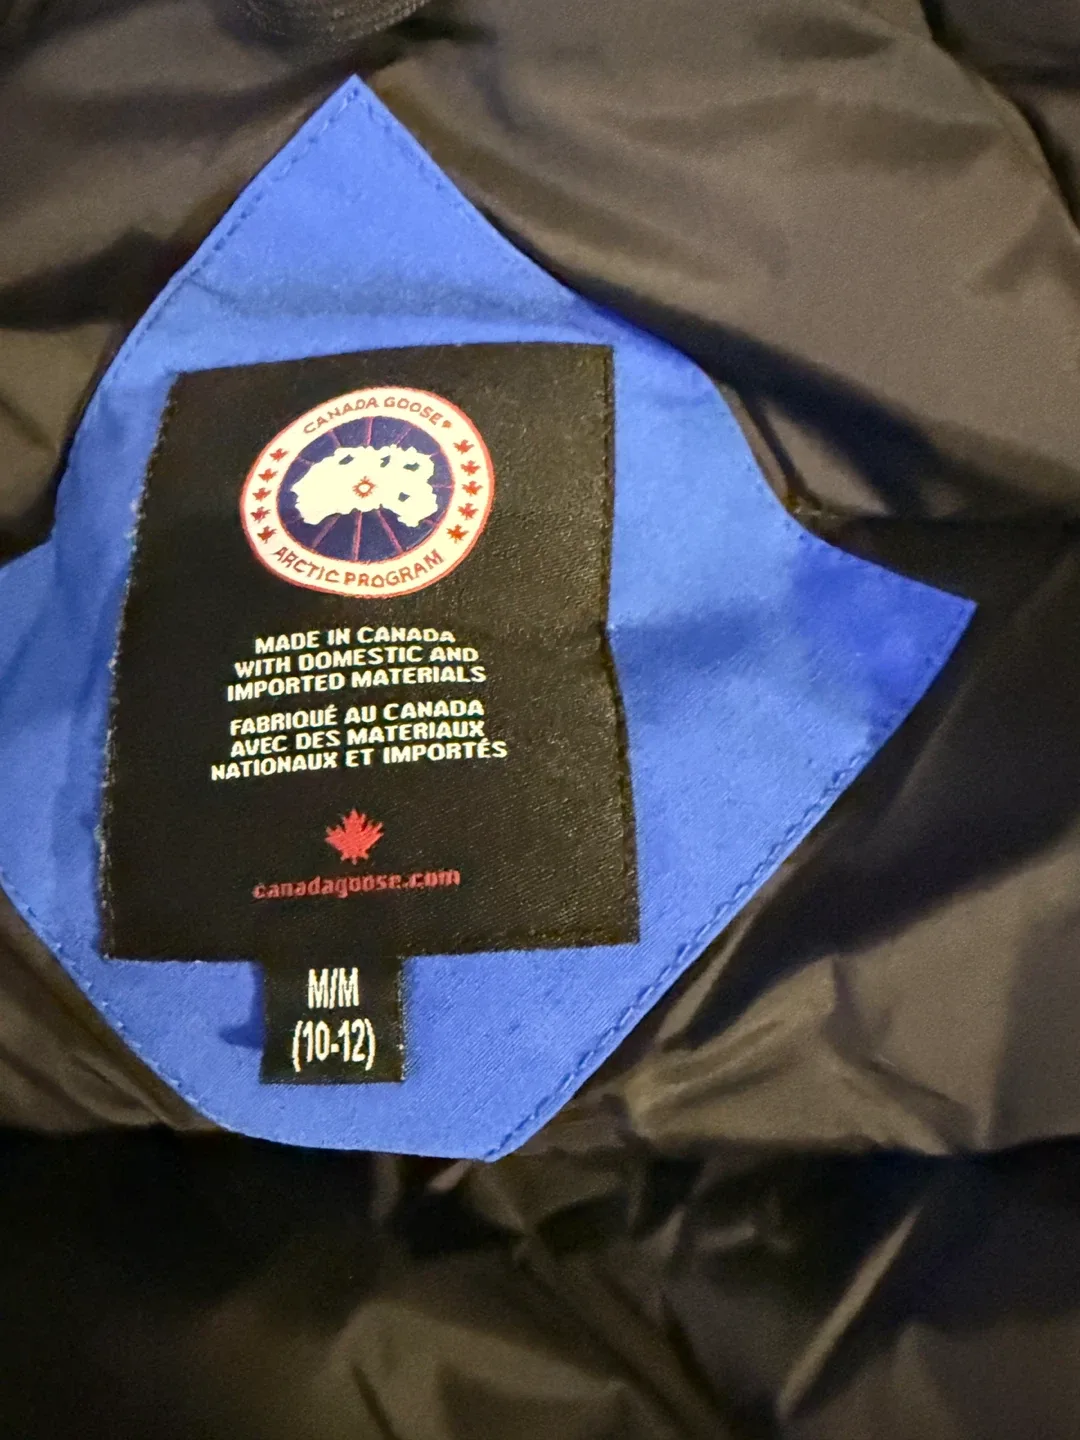 CANADA GOOSE®
ARCTIC PROGRAM
MADE IN CANADA
WITH DOMESTIC AND
IMPORTED MATERIALS
FABRIQUÉ AU CANADA
AVEC DES MATERIAUX
NATIONAUX ET IMPORTÉS
canadagoose.com
M/M
(10-12)